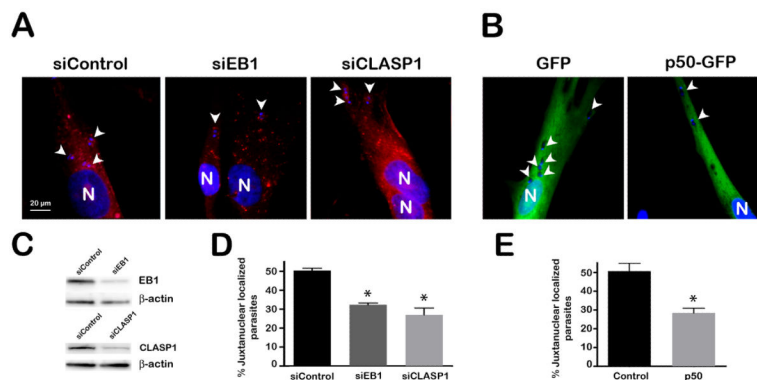 A
B
siControl
siEB1
siCLASP1
GFP
p50-GFP
N
N
N
N
N
N
N
20 µm
C
D
E
siControl
siEB1
EB1
β-actin
siControl
siCLASP1
CLASP1
β-actin
% Juxtanuclear localized
parasites
50
40
30
20
10
0
*
*
siControl
siEB1
siCLASP1
% Juxtanuclear localized
parasites
50
40
30
20
10
0
*
Control
p50